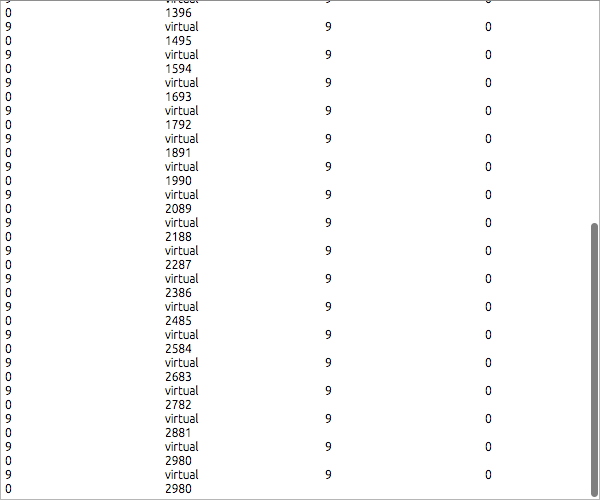 0 1396
9 virtual 9 0
0 1495
9 virtual 9 0
0 1594
9 virtual 9 0
0 1693
9 virtual 9 0
0 1792
9 virtual 9 0
0 1891
9 virtual 9 0
0 1990
9 virtual 9 0
0 2089
9 virtual 9 0
0 2188
9 virtual 9 0
0 2287
9 virtual 9 0
0 2386
9 virtual 9 0
0 2485
9 virtual 9 0
0 2584
9 virtual 9 0
0 2683
9 virtual 9 0
0 2782
9 virtual 9 0
0 2881
9 virtual 9 0
0 2980
9 virtual 9 0
0 2980